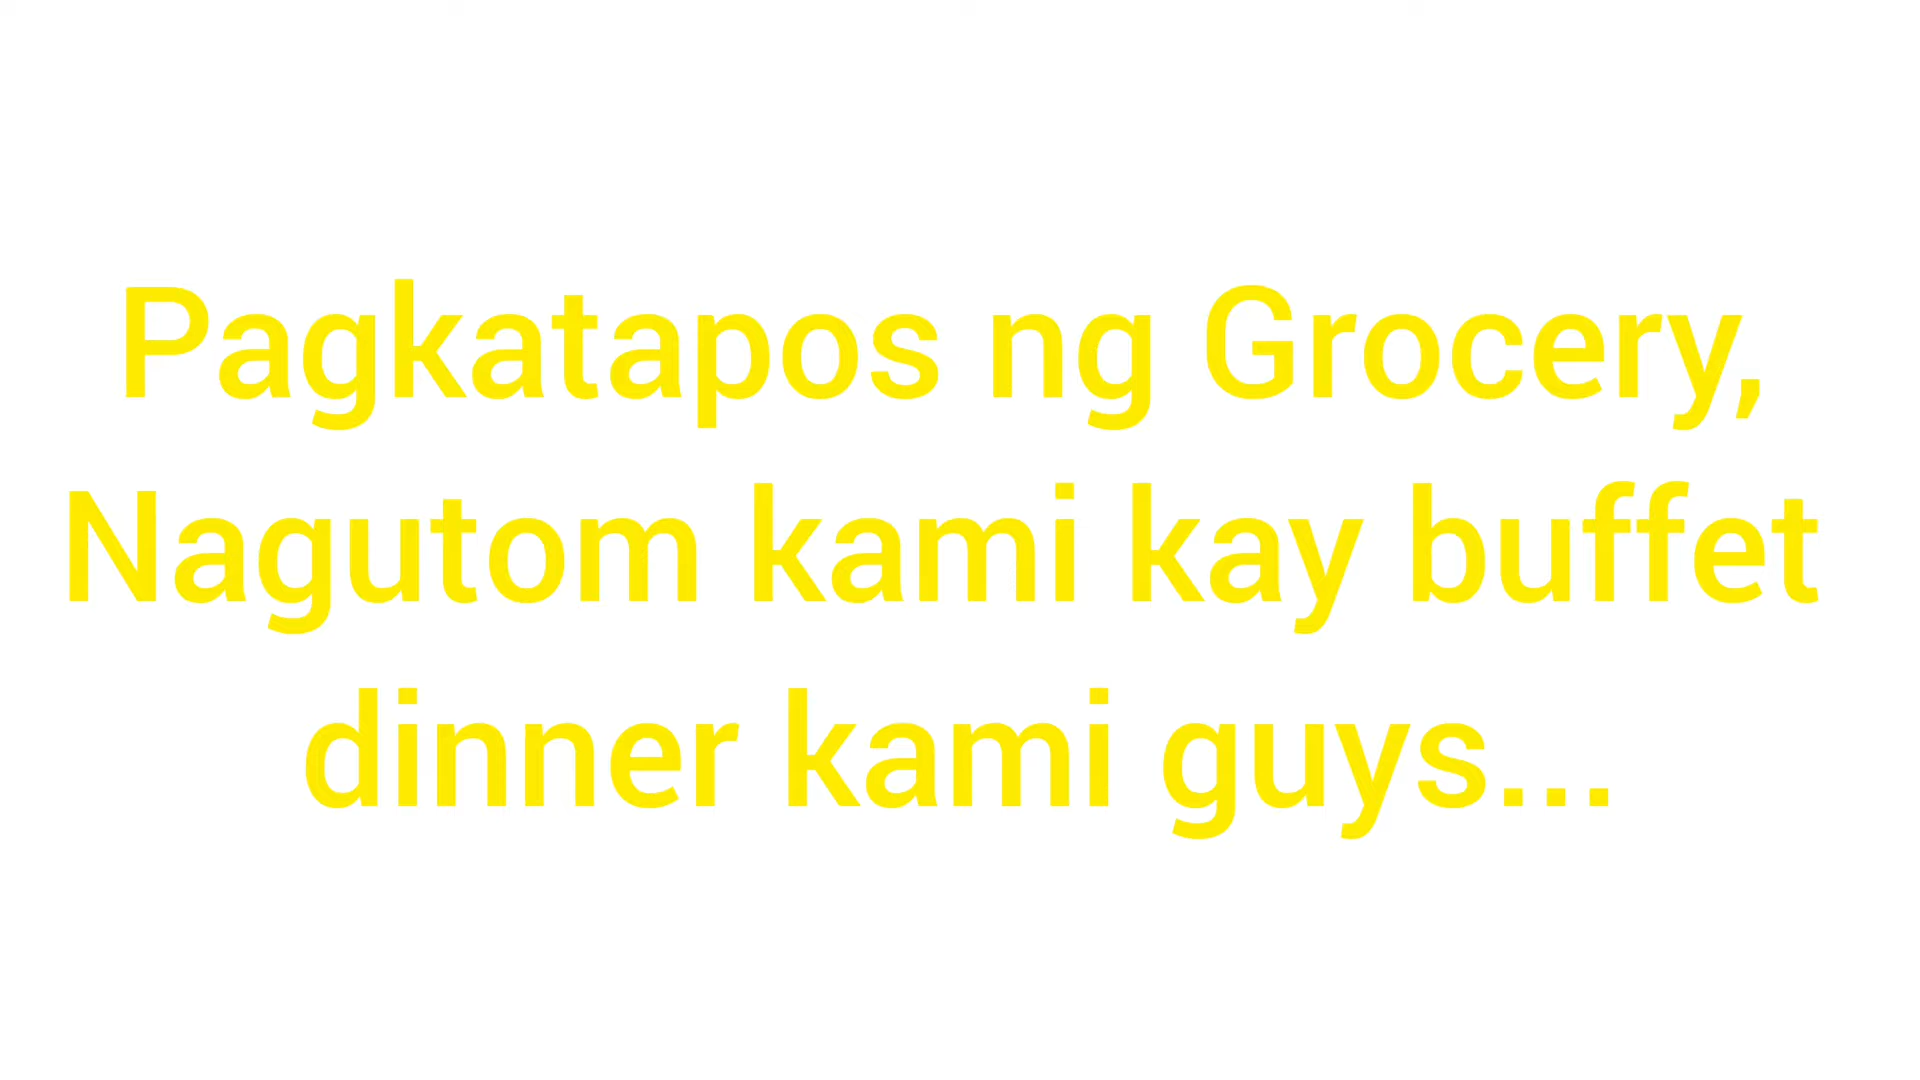 Pagkatapos ng Grocery,
Nagutom kami kay buffet
dinner kami guys...